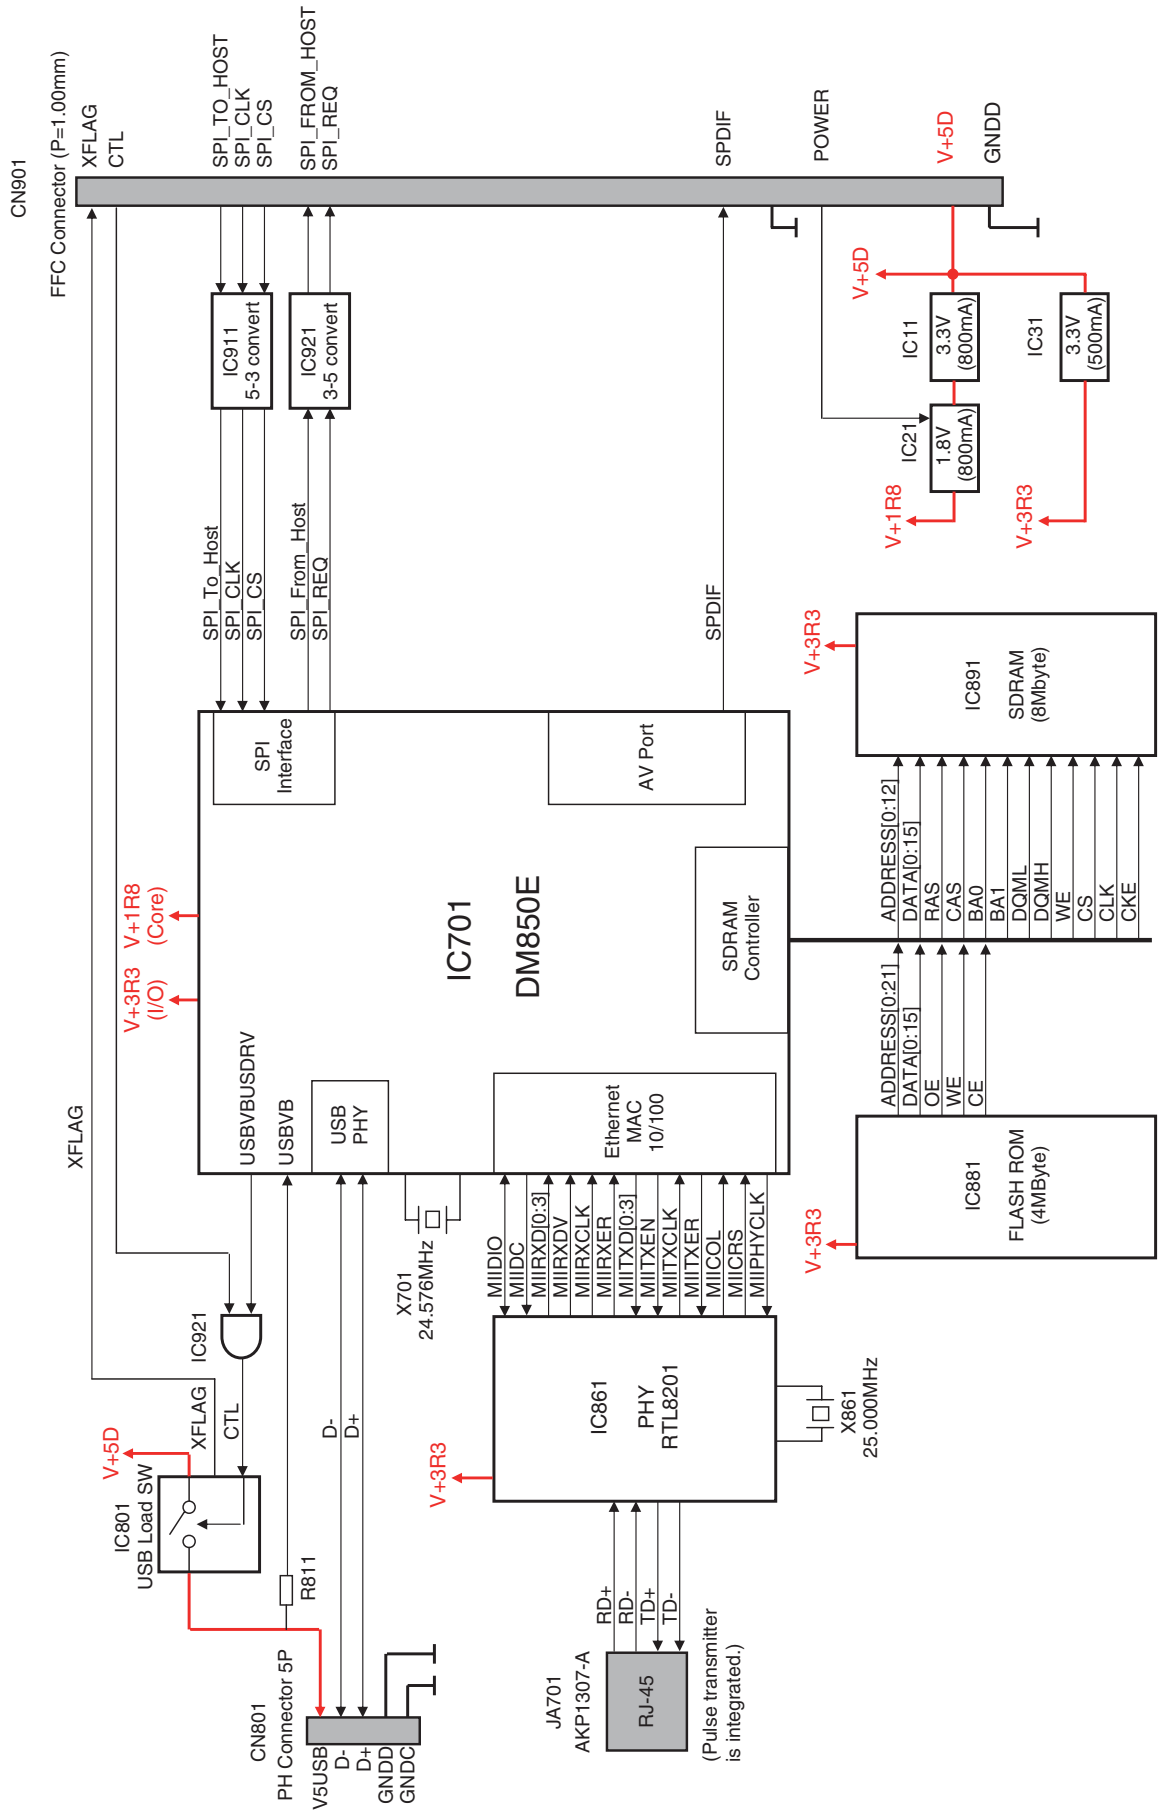 CN901
FFC Connector (P=1.00mm)
XFLAG
CTL
SPI_TO_HOST
SPI_CLK
SPI_CS
SPI_FROM_HOST
SPI_REQ
SPDIF
POWER
V+5D
GNDD
IC911
5-3 convert
IC921
3-5 convert
V+5D
IC11
3.3V
(800mA)
IC31
3.3V
(500mA)
IC21
1.8V
(800mA)
V+1R8
V+3R3
SPI_To_Host
SPI_CLK
SPI_CS
SPI_From_Host
SPI_REQ
SPDIF
XFLAG
V+3R3
(I/O)
V+1R8
(Core)
IC701
DM850E
SPI
Interface
AV Port
SDRAM
Controller
USBVBUSDRV
USBVB
USB
PHY
Ethernet
MAC
10/100
V+3R3
IC891
SDRAM
(8Mbyte)
ADDRESS[0:12]
DATA[0:15]
RAS
CAS
BA0
BA1
DQML
DQMH
WE
CS
CLK
CKE
ADDRESS[0:21]
DATA[0:15]
OE
WE
CE
V+3R3
IC881
FLASH ROM
(4MByte)
X701
24.576MHz
MIIDIO
MIIDC
MIIRXD[0:3]
MIIRXDV
MIIRXCLK
MIIRXER
MIITXD[0:3]
MIITXEN
MIITXCLK
MIITXER
MIICOL
MIICRS
MIIPHYCLK
V+3R3
IC861
PHY
RTL8201
X861
25.000MHz
IC921
XFLAG
CTL
V+5D
IC801
USB Load SW
R811
D-
D+
CN801
PH Connector 5P
V5USB
D-
D+
GNDD
GNDC
RD+
RD-
TD+
TD-
JA701
AKP1307-A
RJ-45
(Pulse transmitter
is integrated.)